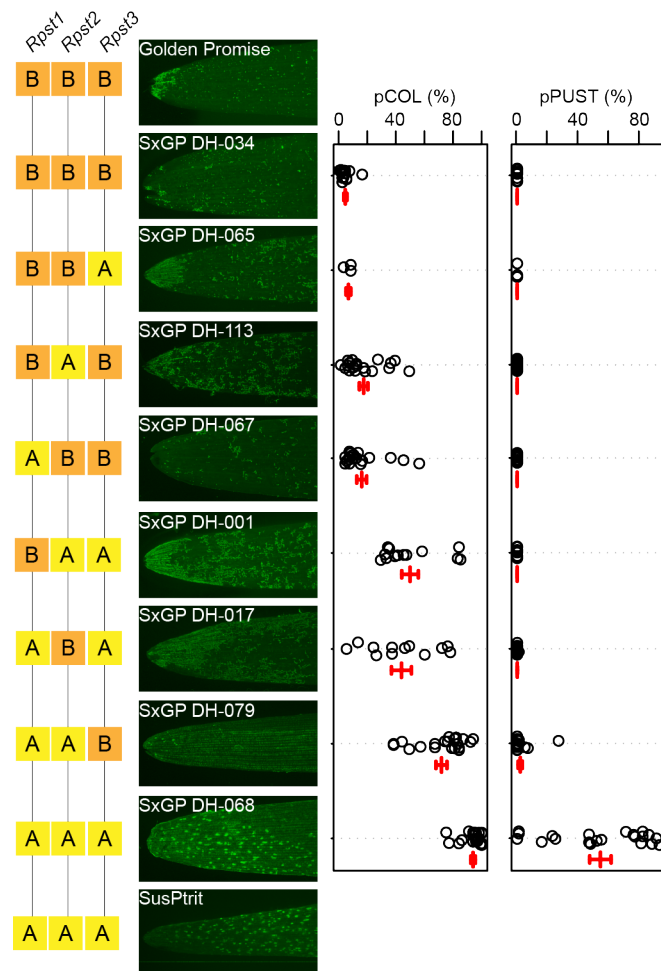 Rpst1 Rpst2 Rpst3
Golden Promise
B B B
pCOL (%) pPUST (%)
0 40 80 0 40 80
SxGP DH-034
B B B
SxGP DH-065
B B A
SxGP DH-113
B A B
SxGP DH-067
A B B
SxGP DH-001
B A A
SxGP DH-017
A B A
SxGP DH-079
A A B
SxGP DH-068
A A A
SusPtrit
A A A